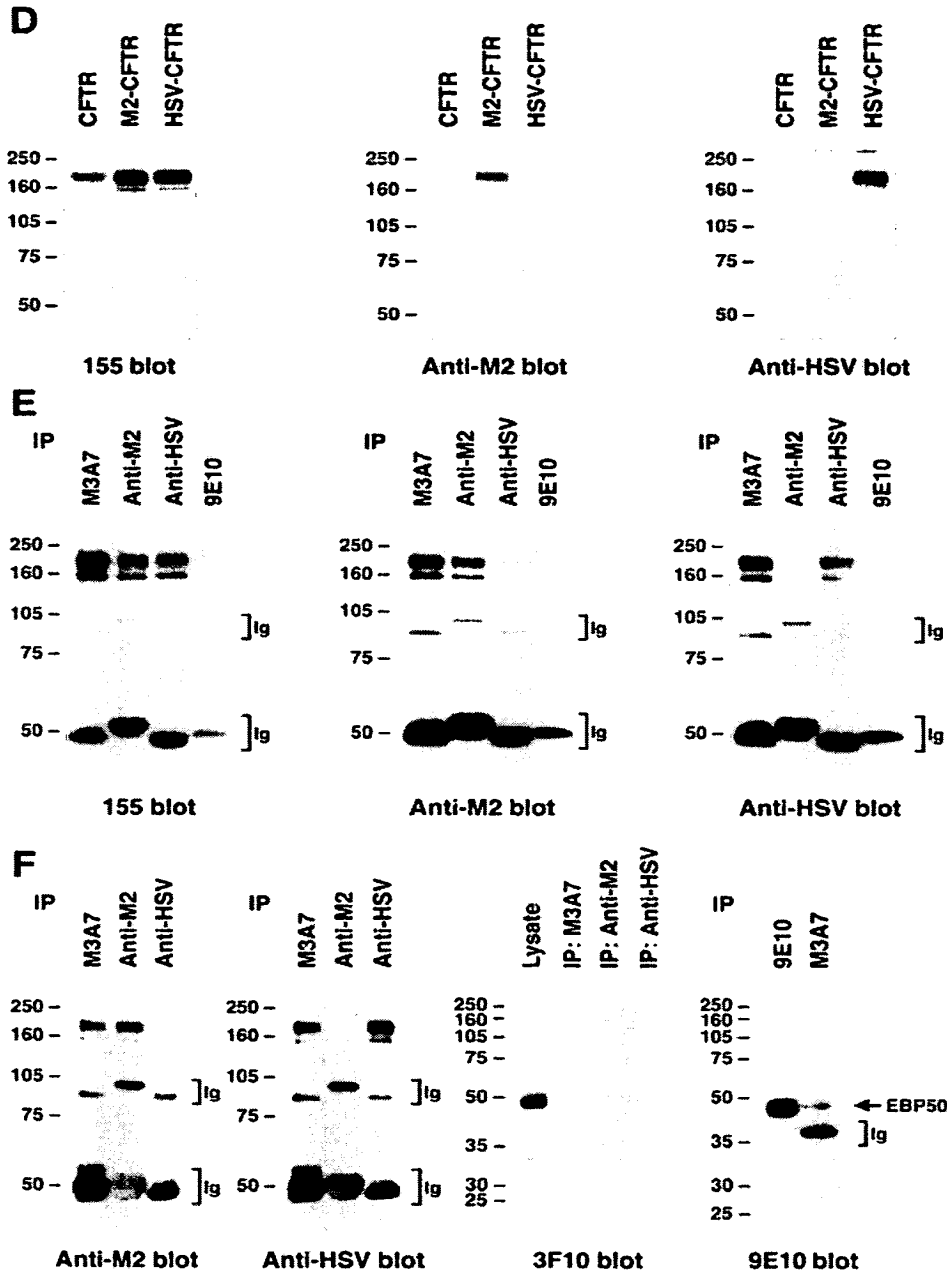 D
CFTR
M2-CFTR
HSV-CFTR
250 –
160 –
105 –
75 –
50 –
155 blot
CFTR
M2-CFTR
HSV-CFTR
250 –
160 –
105 –
75 –
50 –
Anti-M2 blot
CFTR
M2-CFTR
HSV-CFTR
250 –
160 –
105 –
75 –
50 –
Anti-HSV blot
E
IP
M3A7
Anti-M2
Anti-HSV
9E10
250 –
160 –
105 –
75 –
50 –
]Ig
]Ig
155 blot
IP
M3A7
Anti-M2
Anti-HSV
9E10
250 –
160 –
105 –
75 –
50 –
]Ig
]Ig
Anti-M2 blot
IP
M3A7
Anti-M2
Anti-HSV
9E10
250 –
160 –
105 –
75 –
50 –
]Ig
]Ig
Anti-HSV blot
F
IP
M3A7
Anti-M2
Anti-HSV
250 –
160 –
105 –
75 –
50 –
]Ig
]Ig
Anti-M2 blot
IP
M3A7
Anti-M2
Anti-HSV
250 –
160 –
105 –
75 –
50 –
]Ig
]Ig
Anti-HSV blot
Lysate
IP: M3A7
IP: Anti-M2
IP: Anti-HSV
250 –
160 –
105 –
75 –
50 –
35 –
30 –
25 –
3F10 blot
IP
9E10
M3A7
250 –
160 –
105 –
75 –
50 –
35 –
30 –
25 –
← EBP50
]Ig
9E10 blot